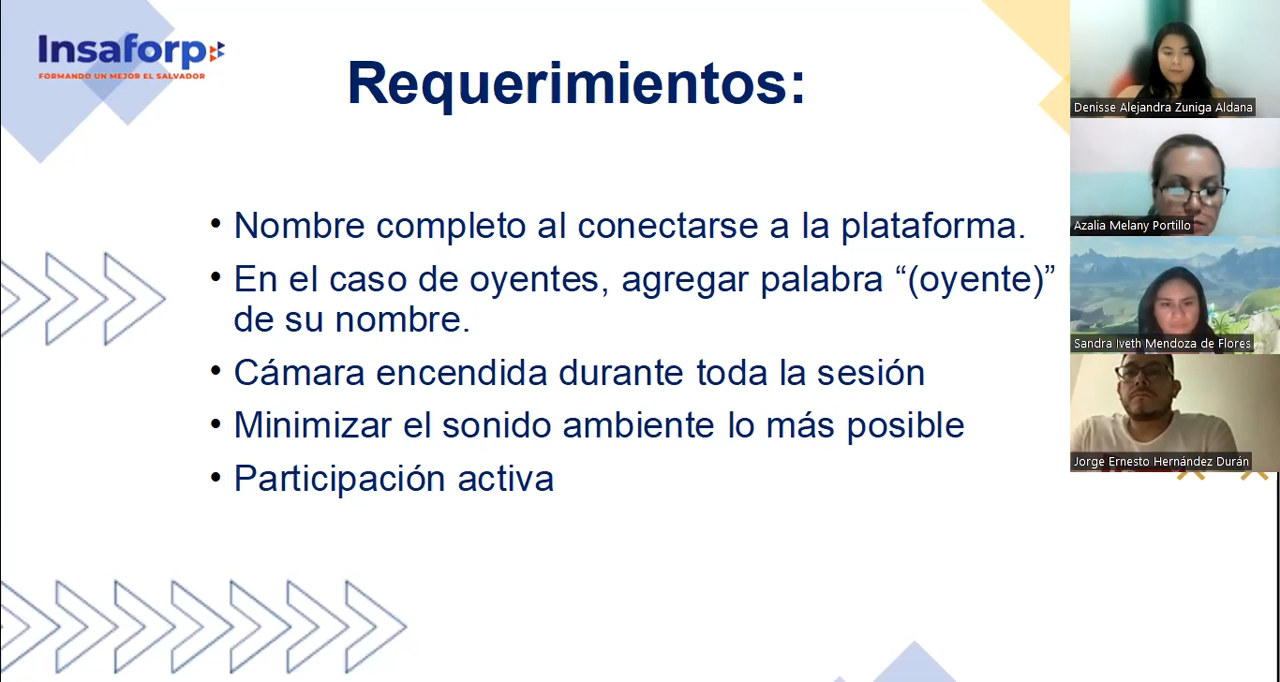 Insaforp
FORMANDO UN MEJOR EL SALVADOR
Requerimientos:
• Nombre completo al conectarse a la plataforma.
• En el caso de oyentes, agregar palabra “(oyente)”
de su nombre.
• Cámara encendida durante toda la sesión
• Minimizar el sonido ambiente lo más posible
• Participación activa
Denisse Alejandra Zuniga Aldana
Azalia Melany Portillo
Sandra Iveth Mendoza de Flores
Jorge Ernesto Hernández Durán